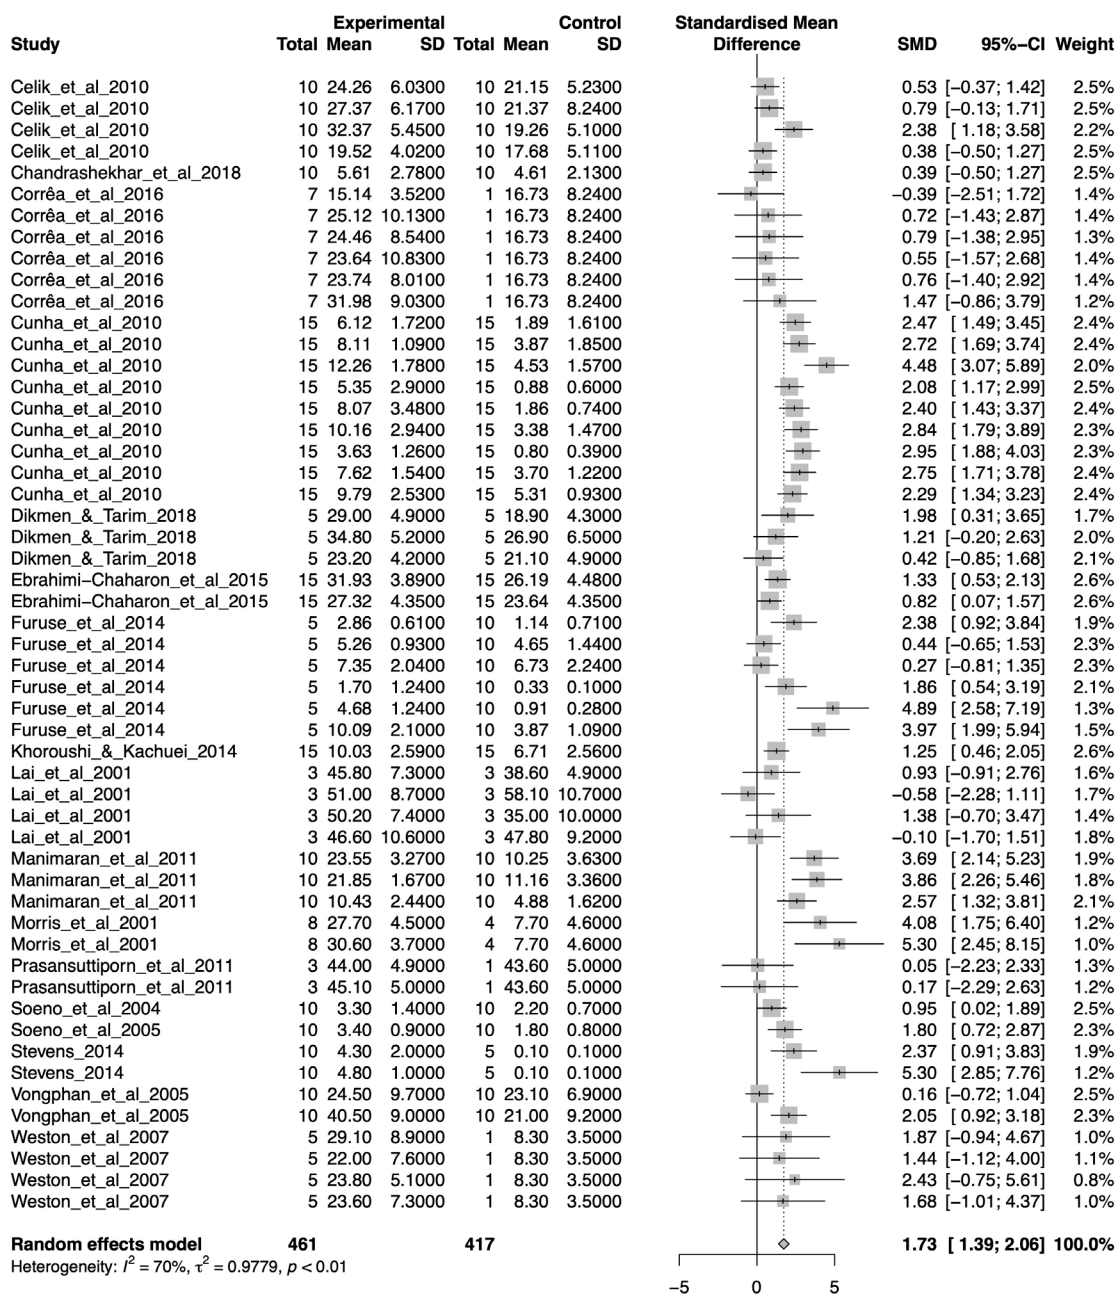 Experimental Control Standardised Mean
Study Total Mean SD Total Mean SD Difference SMD 95%−CI Weight
Celik_et_al_2010 10 24.26 6.0300 10 21.15 5.2300 0.53 [−0.37; 1.42] 2.5%
Celik_et_al_2010 10 27.37 6.1700 10 21.37 8.2400 0.79 [−0.13; 1.71] 2.5%
Celik_et_al_2010 10 32.37 5.4500 10 19.26 5.1000 2.38 [ 1.18; 3.58] 2.2%
Celik_et_al_2010 10 19.52 4.0200 10 17.68 5.1100 0.38 [−0.50; 1.27] 2.5%
Chandrashekhar_et_al_2018 10 5.61 2.7800 10 4.61 2.1300 0.39 [−0.50; 1.27] 2.5%
Corrêa_et_al_2016 7 15.14 3.5200 1 16.73 8.2400 −0.39 [−2.51; 1.72] 1.4%
Corrêa_et_al_2016 7 25.12 10.1300 1 16.73 8.2400 0.72 [−1.43; 2.87] 1.4%
Corrêa_et_al_2016 7 24.46 8.5400 1 16.73 8.2400 0.79 [−1.38; 2.95] 1.3%
Corrêa_et_al_2016 7 23.64 10.8300 1 16.73 8.2400 0.55 [−1.57; 2.68] 1.4%
Corrêa_et_al_2016 7 23.74 8.0100 1 16.73 8.2400 0.76 [−1.40; 2.92] 1.4%
Corrêa_et_al_2016 7 31.98 9.0300 1 16.73 8.2400 1.47 [−0.86; 3.79] 1.2%
Cunha_et_al_2010 15 6.12 1.7200 15 1.89 1.6100 2.47 [ 1.49; 3.45] 2.4%
Cunha_et_al_2010 15 8.11 1.0900 15 3.87 1.8500 2.72 [ 1.69; 3.74] 2.4%
Cunha_et_al_2010 15 12.26 1.7800 15 4.53 1.5700 4.48 [ 3.07; 5.89] 2.0%
Cunha_et_al_2010 15 5.35 2.9000 15 0.88 0.6000 2.08 [ 1.17; 2.99] 2.4%
Cunha_et_al_2010 15 8.07 3.4800 15 1.86 0.7400 2.40 [ 1.43; 3.37] 2.4%
Cunha_et_al_2010 15 10.16 2.9400 15 3.38 1.4700 2.84 [ 1.79; 3.89] 2.3%
Cunha_et_al_2010 15 3.63 1.2600 15 0.80 0.3900 2.95 [ 1.88; 4.03] 2.3%
Cunha_et_al_2010 15 7.62 1.5400 15 3.70 1.2200 2.75 [ 1.71; 3.78] 2.4%
Cunha_et_al_2010 15 9.79 2.5300 15 5.31 0.9300 2.29 [ 1.34; 3.23] 2.4%
Dikmen_&_Tarim_2018 5 29.00 4.9000 5 18.90 4.3000 1.98 [ 0.31; 3.65] 1.7%
Dikmen_&_Tarim_2018 5 34.80 5.2000 5 26.90 6.5000 1.21 [−0.20; 2.63] 2.0%
Dikmen_&_Tarim_2018 5 23.20 4.2000 5 21.10 4.9000 0.42 [−0.85; 1.68] 2.1%
Ebrahimi−Chaharon_et_al_2015 15 31.93 3.8900 15 26.19 4.4800 1.33 [ 0.53; 2.13] 2.6%
Ebrahimi−Chaharon_et_al_2015 15 27.32 4.3500 15 23.64 4.3500 0.82 [ 0.07; 1.57] 2.6%
Furuse_et_al_2014 5 2.86 0.6100 10 1.14 0.7100 2.38 [ 0.92; 3.84] 1.9%
Furuse_et_al_2014 5 5.26 0.9300 10 4.65 1.4400 0.44 [−0.65; 1.53] 2.3%
Furuse_et_al_2014 5 7.35 2.0400 10 6.73 2.2400 0.27 [−0.81; 1.35] 2.3%
Furuse_et_al_2014 5 1.70 1.2400 10 0.33 0.1000 1.86 [ 0.54; 3.19] 2.1%
Furuse_et_al_2014 5 4.68 1.2400 10 0.91 0.2800 4.89 [ 2.58; 7.19] 1.3%
Furuse_et_al_2014 5 10.09 2.1000 10 3.87 1.0900 3.97 [ 1.99; 5.94] 1.5%
Khoroushi_&_Kachuei_2014 15 10.03 2.5900 15 6.71 2.5600 1.25 [ 0.46; 2.05] 2.6%
Lai_et_al_2001 3 45.80 7.3000 3 38.60 4.9000 0.93 [−0.91; 2.76] 1.6%
Lai_et_al_2001 3 51.00 8.7000 3 58.10 10.7000 −0.58 [−2.28; 1.11] 1.7%
Lai_et_al_2001 3 50.20 7.4000 3 35.00 10.0000 1.38 [−0.70; 3.47] 1.4%
Lai_et_al_2001 3 46.60 10.6000 3 47.80 9.2000 −0.10 [−1.70; 1.51] 1.8%
Manimaran_et_al_2011 10 23.55 3.2700 10 10.25 3.6300 3.69 [ 2.14; 5.23] 1.9%
Manimaran_et_al_2011 10 21.85 1.6700 10 11.16 3.3600 3.86 [ 2.26; 5.46] 1.8%
Manimaran_et_al_2011 10 10.43 2.4400 10 4.88 1.6200 2.57 [ 1.32; 3.81] 2.1%
Morris_et_al_2001 8 27.70 4.5000 4 7.70 4.6000 4.08 [ 1.75; 6.40] 1.2%
Morris_et_al_2001 8 30.60 3.7000 4 7.70 4.6000 5.30 [ 2.45; 8.15] 1.0%
Prasansuttiporn_et_al_2011 3 44.00 4.9000 1 43.60 5.0000 0.05 [−2.23; 2.33] 1.3%
Prasansuttiporn_et_al_2011 3 45.10 5.0000 1 43.60 5.0000 0.17 [−2.29; 2.63] 1.2%
Soeno_et_al_2004 10 3.30 1.4000 10 2.20 0.7000 0.95 [ 0.02; 1.89] 2.5%
Soeno_et_al_2005 10 3.40 0.9000 10 1.80 0.8000 1.80 [ 0.72; 2.87] 2.3%
Stevens_2014 10 4.30 2.0000 5 0.10 0.1000 2.37 [ 0.91; 3.83] 1.9%
Stevens_2014 10 4.80 1.0000 5 0.10 0.1000 5.30 [ 2.85; 7.76] 1.2%
Vongphan_et_al_2005 10 24.50 9.7000 10 23.10 6.9000 0.16 [−0.72; 1.04] 2.5%
Vongphan_et_al_2005 10 40.50 9.0000 10 21.00 9.2000 2.05 [ 0.92; 3.18] 2.3%
Weston_et_al_2007 5 29.10 8.9000 1 8.30 3.5000 1.87 [−0.94; 4.67] 1.0%
Weston_et_al_2007 5 22.00 7.6000 1 8.30 3.5000 1.44 [−1.12; 4.00] 1.1%
Weston_et_al_2007 5 23.80 5.1000 1 8.30 3.5000 2.43 [−0.75; 5.61] 0.8%
Weston_et_al_2007 5 23.60 7.3000 1 8.30 3.5000 1.68 [−1.01; 4.37] 1.0%
Random effects model 461 417 1.73 [ 1.39; 2.06] 100.0%
Heterogeneity: I² = 70%, τ² = 0.9779, p < 0.01
−5 0 5